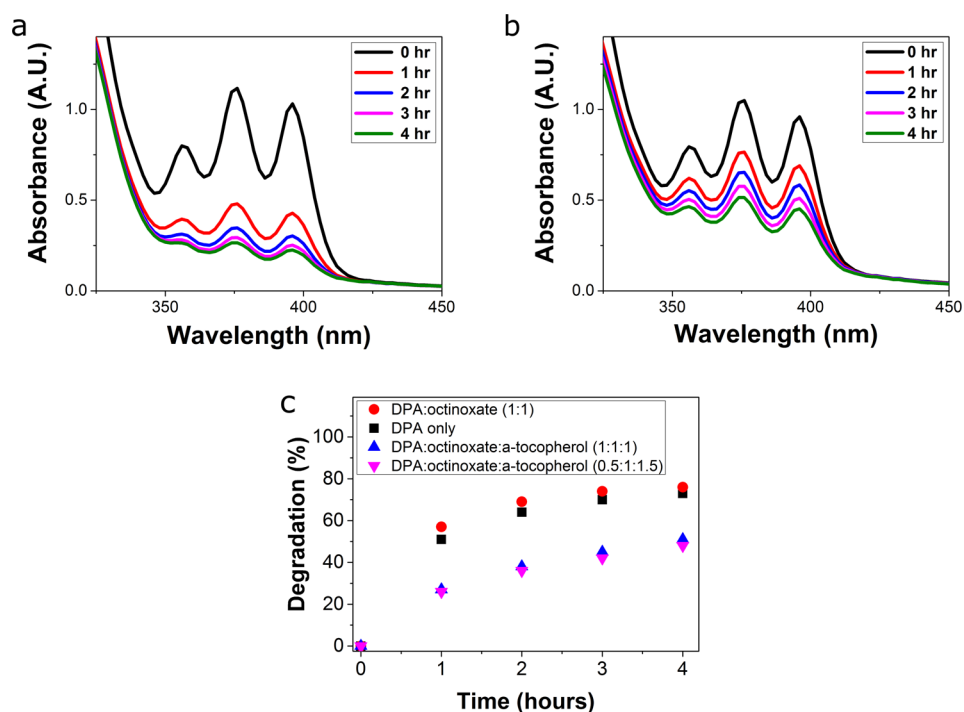 a
0 hr
1 hr
2 hr
3 hr
4 hr
1.0
0.5
0.0
350
400
450
Absorbance (A.U.)
Wavelength (nm)
b
0 hr
1 hr
2 hr
3 hr
4 hr
1.0
0.5
0.0
350
400
450
Absorbance (A.U.)
Wavelength (nm)
c
DPA:octinoxate (1:1)
DPA only
DPA:octinoxate:a-tocopherol (1:1:1)
DPA:octinoxate:a-tocopherol (0.5:1:1.5)
100
80
60
40
20
0
0
1
2
3
4
Degradation (%)
Time (hours)